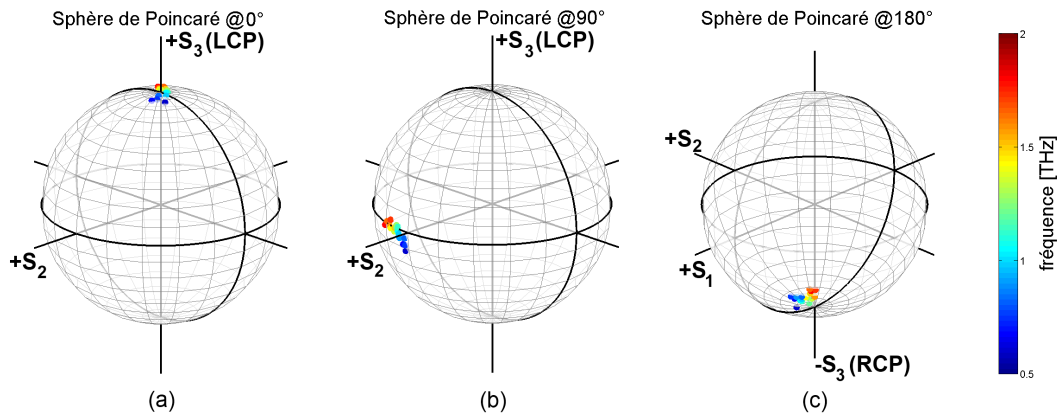 Sphère de Poincaré @0°
Sphère de Poincaré @90°
Sphère de Poincaré @180°
+S3 (LCP)
+S3 (LCP)
2
+S2
1.5
fréquence [THz]
+S2
+S2
+S1
1
-S3 (RCP)
0.5
(a)
(b)
(c)